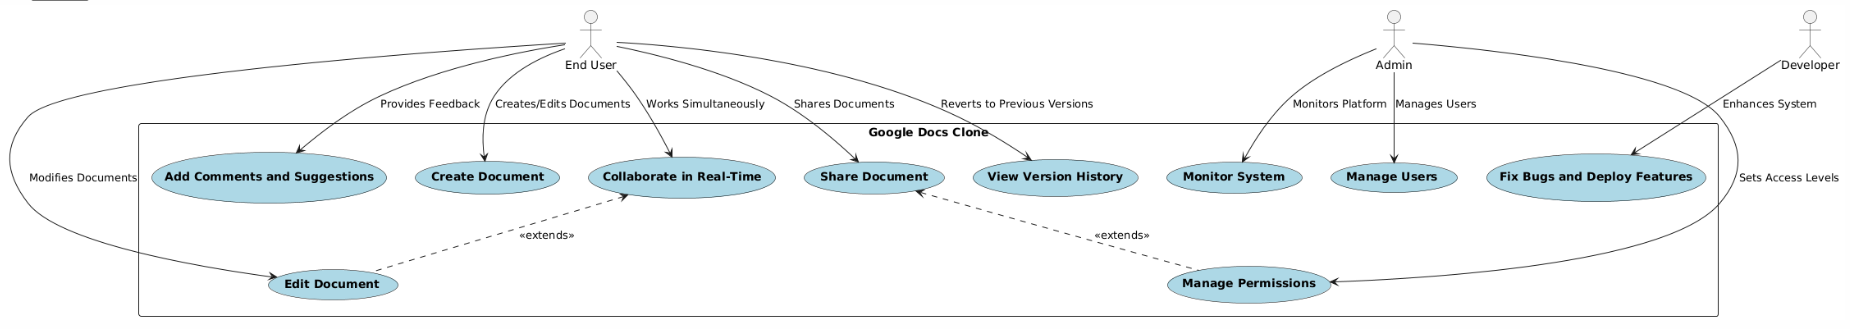 End User
Admin
Developer
Provides Feedback
Creates/Edits Documents
Works Simultaneously
Shares Documents
Reverts to Previous Versions
Monitors Platform
Manages Users
Enhances System
Google Docs Clone
Modifies Documents
Add Comments and Suggestions
Create Document
Collaborate in Real-Time
Share Document
View Version History
Monitor System
Manage Users
Fix Bugs and Deploy Features
Sets Access Levels
«extends»
«extends»
Edit Document
Manage Permissions